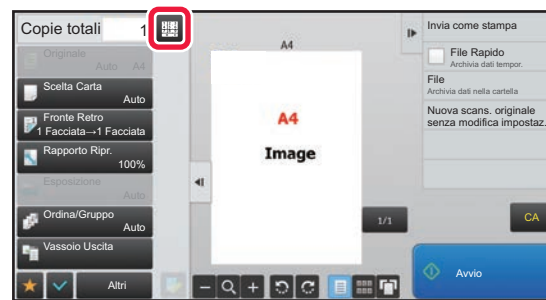 Copie totali 1
Originale
Auto A4
Scelta Carta
Auto
Fronte Retro
1 Facciata→1 Facciata
Rapporto Ripr.
100%
Esposizione
Auto
Ordina/Gruppo
Auto
Vassoio Uscita
Altri
A4
A4
Image
1/1
Invia come stampa
File Rapido
Archivia dati tempor.
File
Archivia dati nella cartella
Nuova scans. originale
senza modifica impostaz.
CA
Avvio